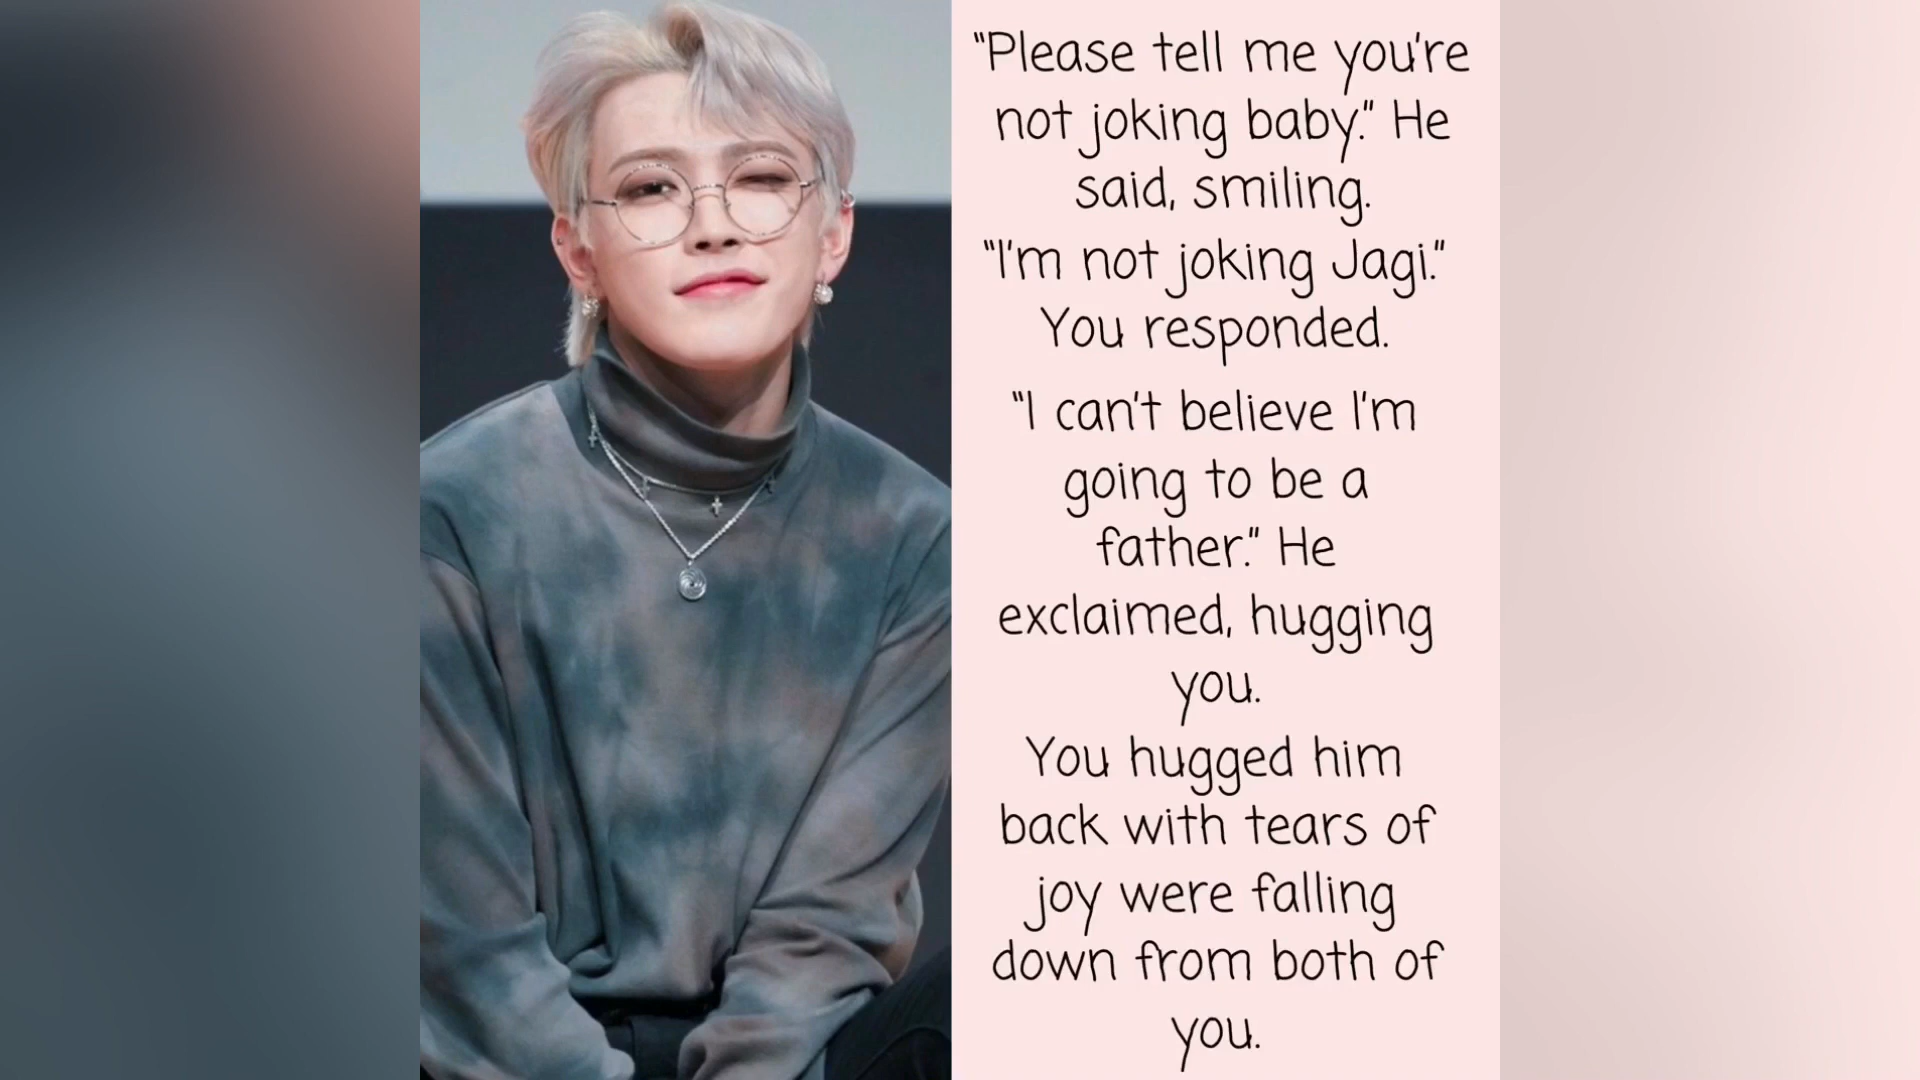 "Please tell me you're
not joking baby." He
said, smiling.
"I'm not joking Jagi."
You responded.
"I can't believe I'm
going to be a
father." He
exclaimed, hugging
you.
You hugged him
back with tears of
joy were falling
down from both of
you.